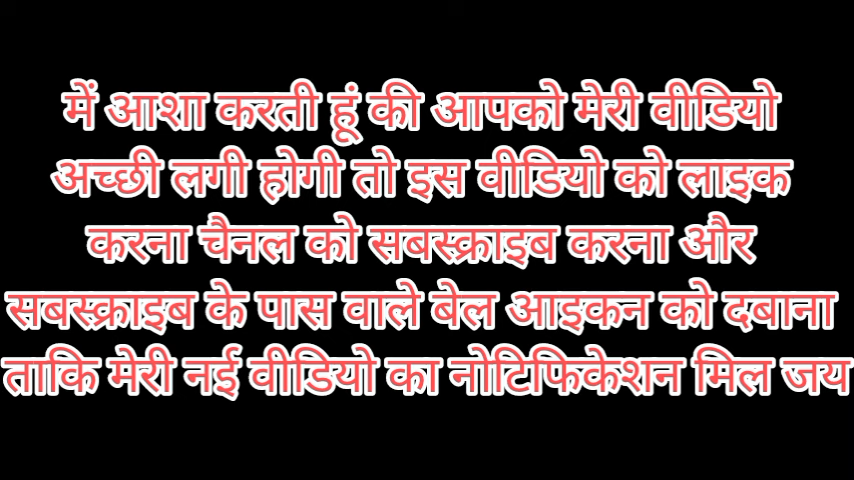 में आशा करती हूं की आपको मेरी वीडियो
अच्छी लगी होगी तो इस वीडियो को लाइक
करना चैनल को सबस्क्राइब करना और
सबस्क्राइब के पास वाले बेल आइकन को दबाना
ताकि मेरी नई वीडियो का नोटिफिकेशन मिल जय